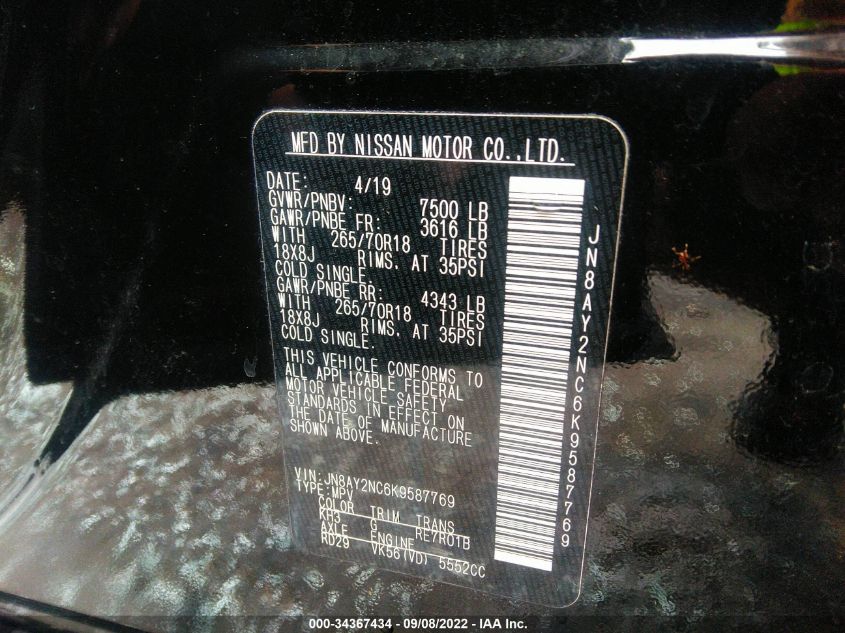 MFD BY NISSAN MOTOR CO.,LTD.
DATE: 4/19
GVWR/PNBV: 7500 LB
GAWR/PNBE FR: 3616 LB
WITH 265/70R18 TIRES
18X8J RIMS, AT 35PSI
COLD SINGLE.
GAWR/PNBE RR: 4343 LB
WITH 265/70R18 TIRES
18X8J RIMS, AT 35PSI
COLD SINGLE.
THIS VEHICLE CONFORMS TO
ALL APPLICABLE FEDERAL
MOTOR VEHICLE SAFETY
STANDARDS IN EFFECT ON
THE DATE OF MANUFACTURE
SHOWN ABOVE.
VIN:JN8AY2NC6K9587769
TYPE:MPV
COLOR TRIM TRANS
KH3 G RE7R01B
AXLE ENGINE
RD29 VK56(VD) 5552CC
JN8AY2NC6K9587769
000-34367434 - 09/08/2022 - IAA Inc.